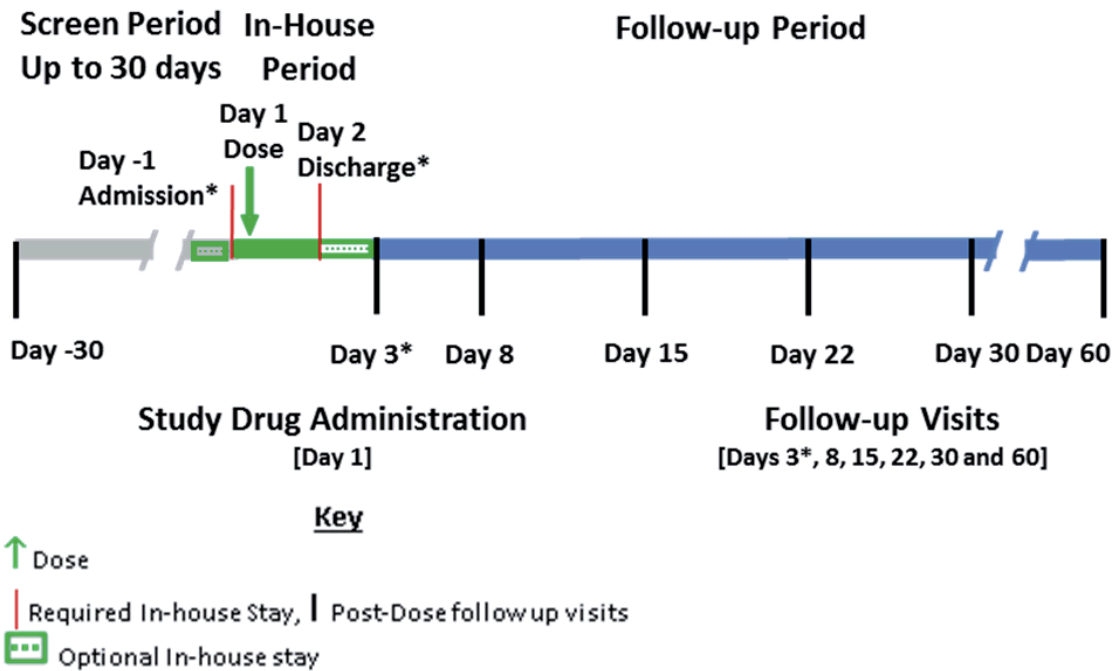 Screen Period
Up to 30 days
In-House
Period
Follow-up Period
Day 1
Dose
Day 2
Discharge*
Day -1
Admission*
Day -30
Day 3*
Day 8
Day 15
Day 22
Day 30
Day 60
Study Drug Administration
[Day 1]
Follow-up Visits
[Days 3*, 8, 15, 22, 30 and 60]
Key
Dose
Required In-house Stay, Post-Dose follow up visits
Optional In-house stay